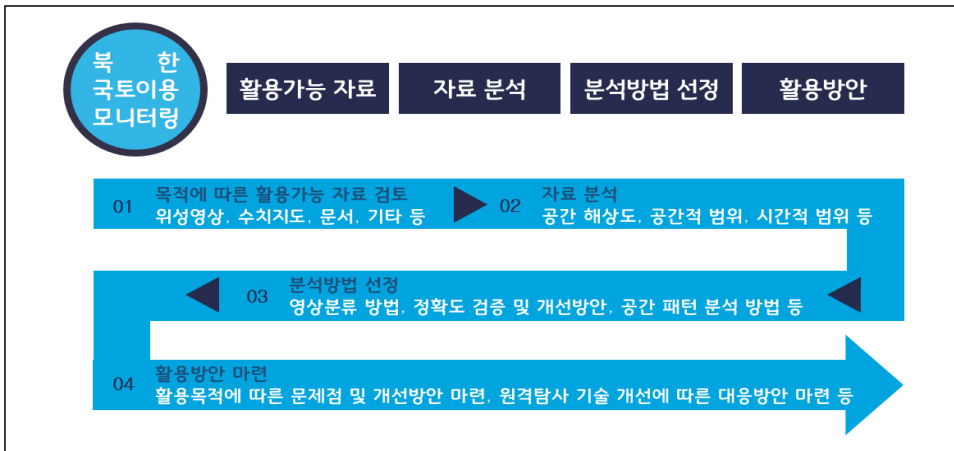 북 한
국토이용
모니터링
활용가능 자료
자료 분석
분석방법 선정
활용방안
01
목적에 따른 활용가능 자료 검토
위성영상, 수치지도, 문서, 기타 등
02
자료 분석
공간 해상도, 공간적 범위, 시간적 범위 등
03
분석방법 선정
영상분류 방법, 정확도 검증 및 개선방안, 공간 패턴 분석 방법 등
04
활용방안 마련
활용목적에 따른 문제점 및 개선방안 마련, 원격탐사 기술 개선에 따른 대응방안 마련 등